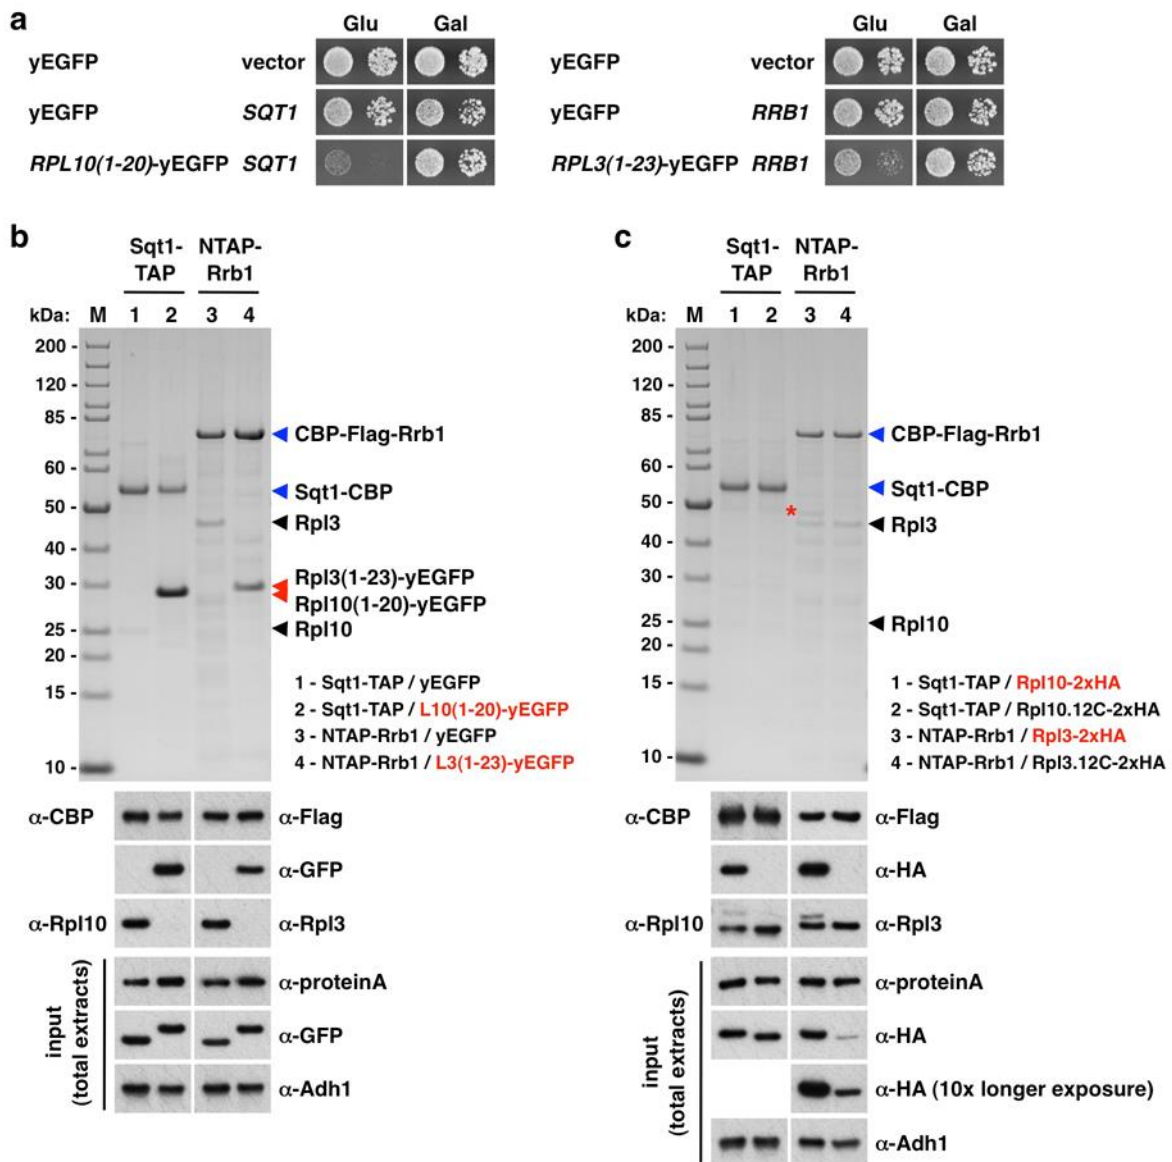 a
Glu Gal Glu Gal
yEGFP vector yEGFP vector
yEGFP SQT1 yEGFP RRB1
RPL10(1-20)-yEGFP SQT1 RPL3(1-23)-yEGFP RRB1
b
Sqt1-TAP NTAP-Rrb1
kDa: M 1 2 3 4
200 -
120 -
85 -
60 -
50 -
40 -
30 -
25 -
20 -
15 -
10 -
CBP-Flag-Rrb1
Sqt1-CBP
Rpl3
Rpl3(1-23)-yEGFP
Rpl10(1-20)-yEGFP
Rpl10
1 - Sqt1-TAP / yEGFP
2 - Sqt1-TAP / L10(1-20)-yEGFP
3 - NTAP-Rrb1 / yEGFP
4 - NTAP-Rrb1 / L3(1-23)-yEGFP
α-CBP α-Flag
α-GFP
α-Rpl10 α-Rpl3
input
(total extracts)
α-proteinA
α-GFP
α-Adh1
c
Sqt1-TAP NTAP-Rrb1
kDa: M 1 2 3 4
200 -
120 -
85 -
60 -
50 -
40 -
30 -
25 -
20 -
15 -
10 -
*
CBP-Flag-Rrb1
Sqt1-CBP
Rpl3
Rpl10
1 - Sqt1-TAP / Rpl10-2xHA
2 - Sqt1-TAP / Rpl10.12C-2xHA
3 - NTAP-Rrb1 / Rpl3-2xHA
4 - NTAP-Rrb1 / Rpl3.12C-2xHA
α-CBP α-Flag
α-HA
α-Rpl10 α-Rpl3
input
(total extracts)
α-proteinA
α-HA
α-HA (10x longer exposure)
α-Adh1